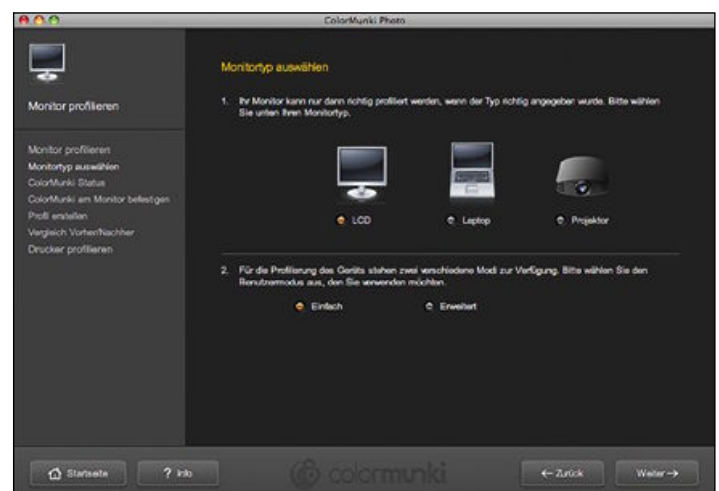 ColorMunki Photo
Monitor profilieren
Monitor profilieren
Monitortyp auswählen
ColorMunki Status
ColorMunki am Monitor befestigen
Profil erstellen
Vergleich Vorher/Nachher
Drucker profilieren
Monitortyp auswählen
1. Ihr Monitor kann nur dann richtig profiliert werden, wenn der Typ richtig angegeben wurde. Bitte wählen
Sie unten Ihren Monitortyp.
LCD
Laptop
Projektor
2. Für die Profilierung des Geräts stehen zwei verschiedene Modi zur Verfügung. Bitte wählen Sie den
Benutzermodus aus, den Sie verwenden möchten.
Einfach
Erweitert
Startseite
? Info
colormunki
←Zurück
Weiter→